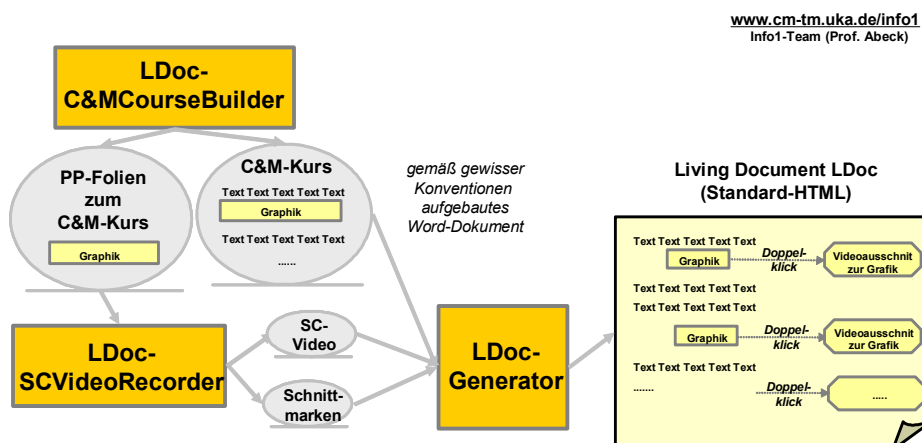 www.cm-tm.uka.de/info1
Info1-Team (Prof. Abeck)
LDoc-
C&MCourseBuilder
PP-Folien
zum
C&M-Kurs
Graphik
C&M-Kurs
Text Text Text Text Text
Graphik
Text Text Text Text Text
......
gemäß gewisser
Konventionen
aufgebautes
Word-Dokument
LDoc-
SCVideoRecorder
SC-
Video
Schnitt-
marken
LDoc-
Generator
Living Document LDoc
(Standard-HTML)
Text Text Text Text Text
Graphik
Doppel-
klick
Videoausschnit
zur Grafik
Text Text Text Text Text
Text Text Text Text Text
Graphik
Doppel-
klick
Videoausschnit
zur Grafik
Text Text Text Text Text
.......
Doppel-
klick
.....